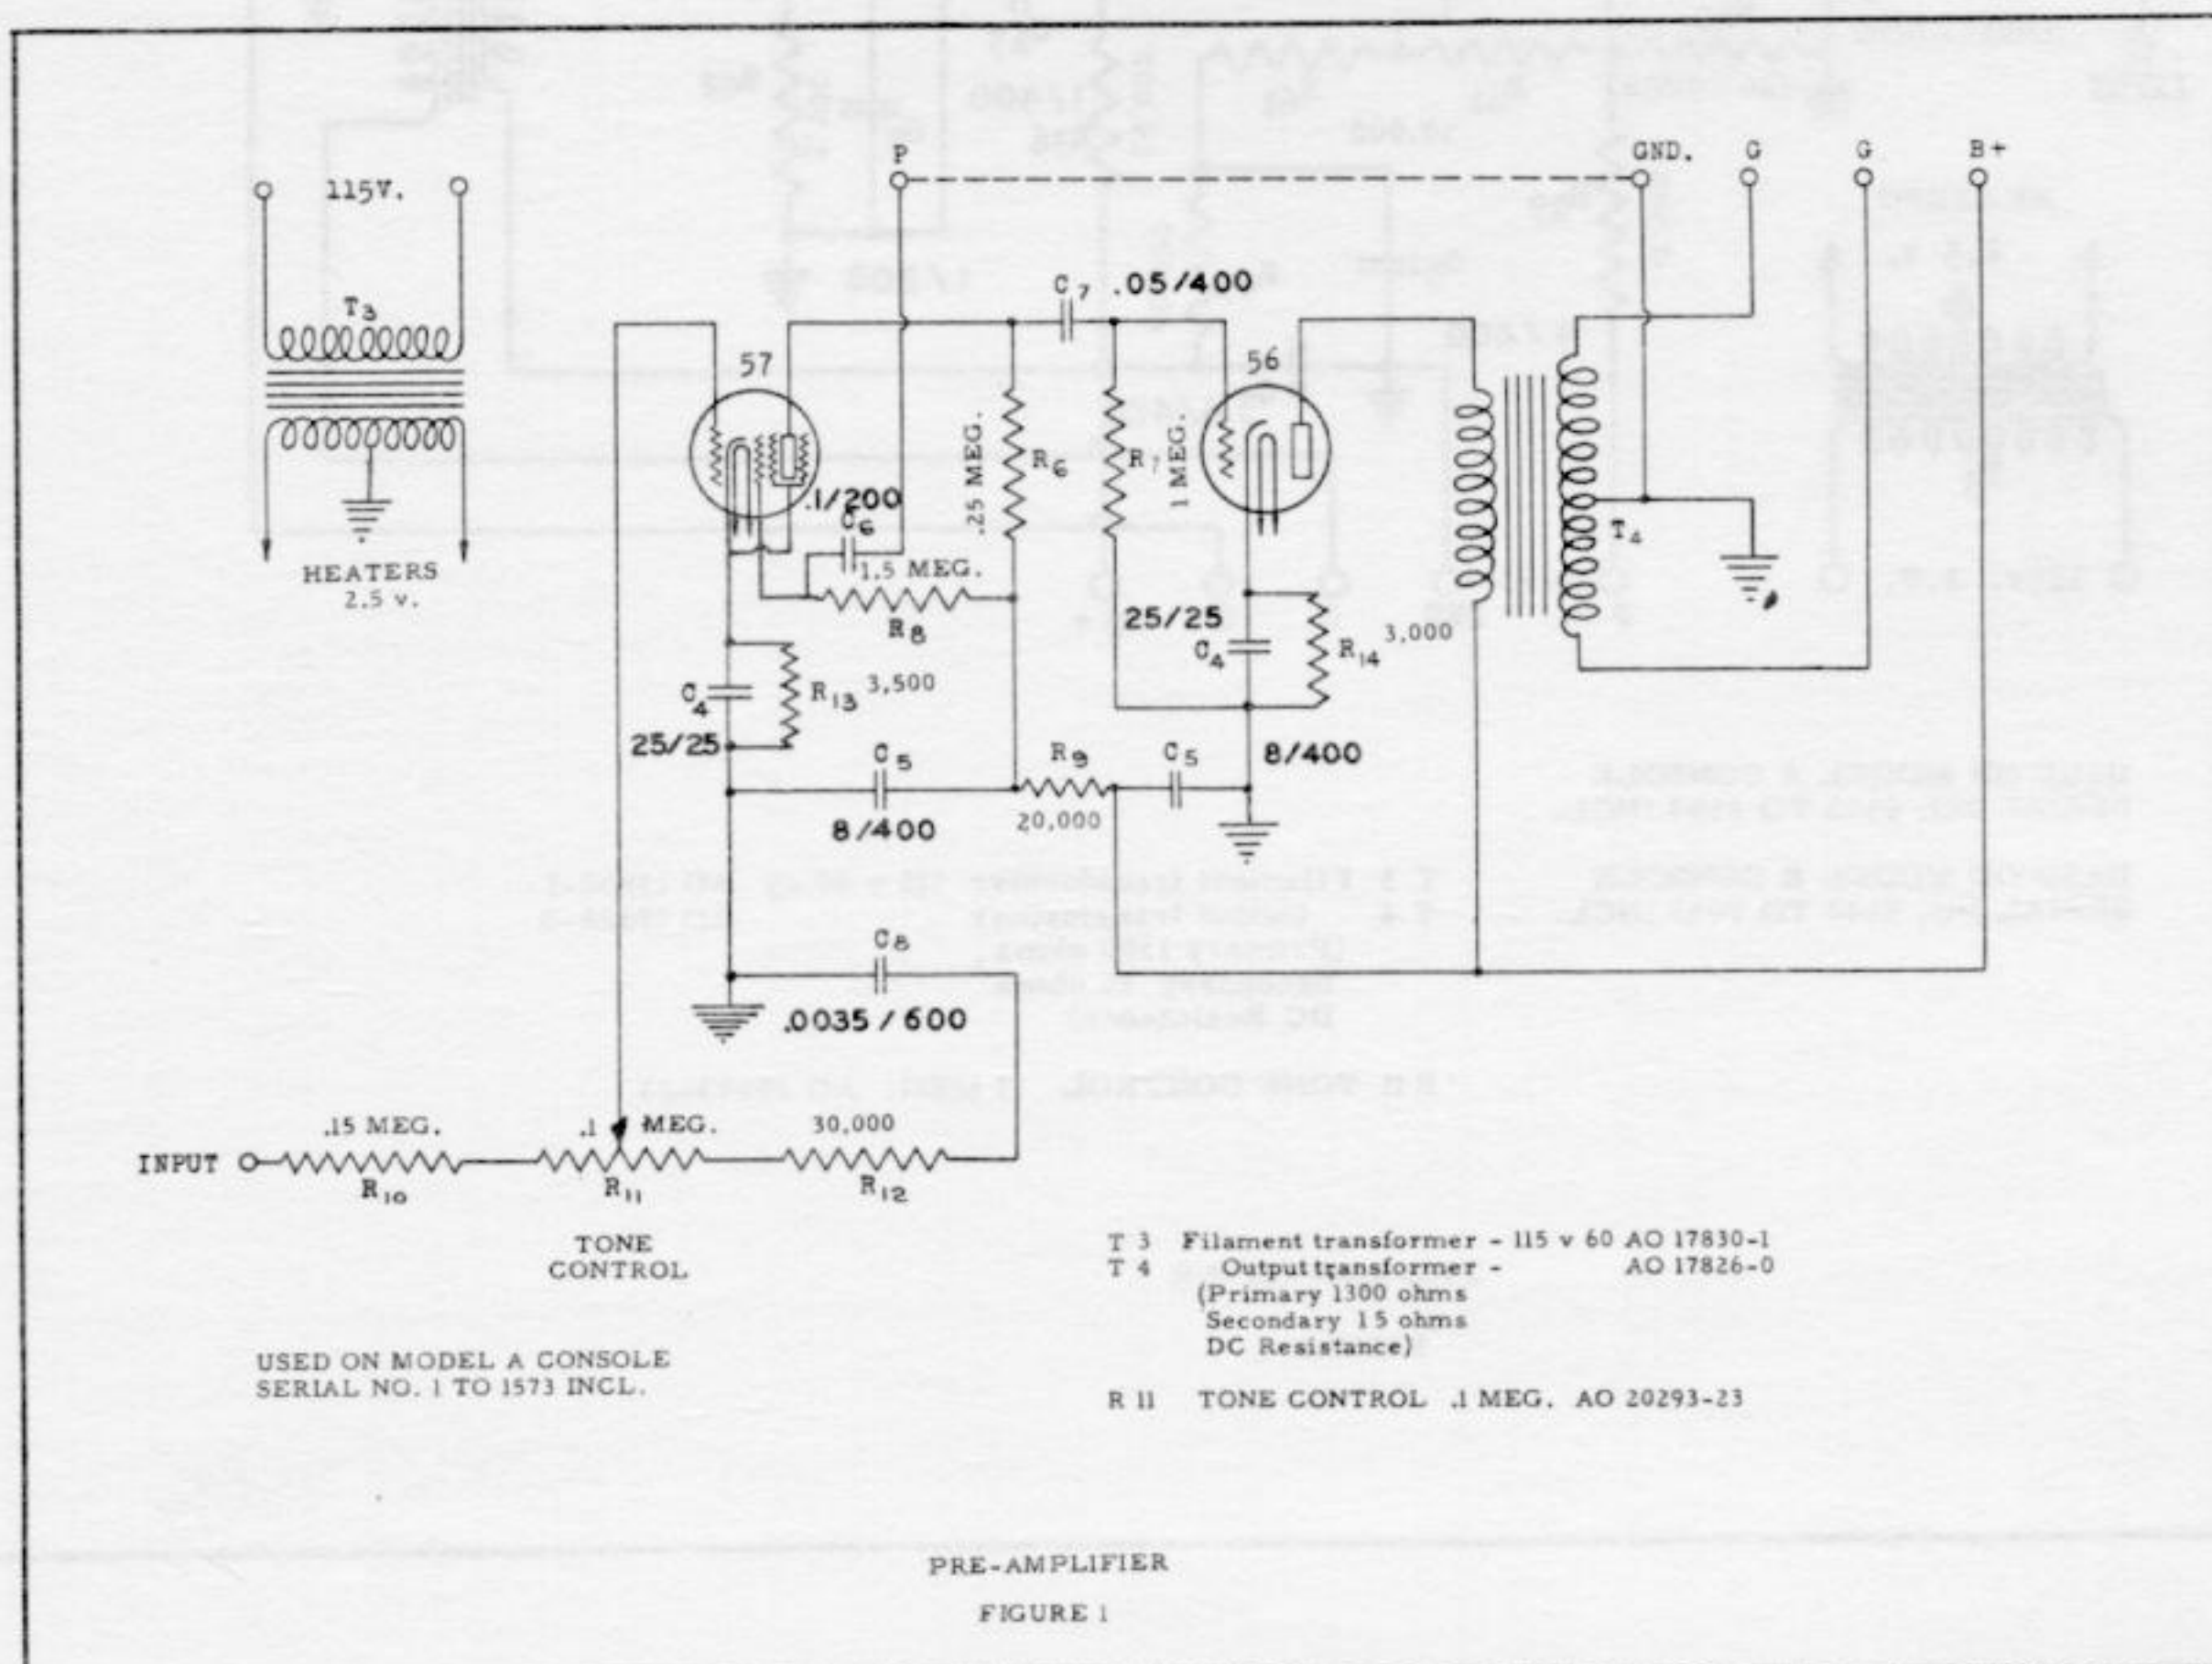 P
GND.
G
G
B+
115V.
T3
C7 .05/400
57
56
.25 MEG.
R6
R7
1 MEG.
.1/200
C6
T4
HEATERS
2.5 v.
1.5 MEG.
R8
25/25
C4
R14 3,000
C4
R13 3,500
25/25
C5
R9
C5
8/400
8/400
20,000
C8
.0035/600
.15 MEG.
.1 MEG.
30,000
INPUT
R10
R11
R12
TONE
CONTROL
T 3 Filament transformer - 115 v 60 AO 17830-1
T 4 Output transformer - AO 17826-0
(Primary 1300 ohms
Secondary 15 ohms
DC Resistance)
USED ON MODEL A CONSOLE
SERIAL NO. 1 TO 1573 INCL.
R 11 TONE CONTROL .1 MEG. AO 20293-23
PRE-AMPLIFIER
FIGURE 1